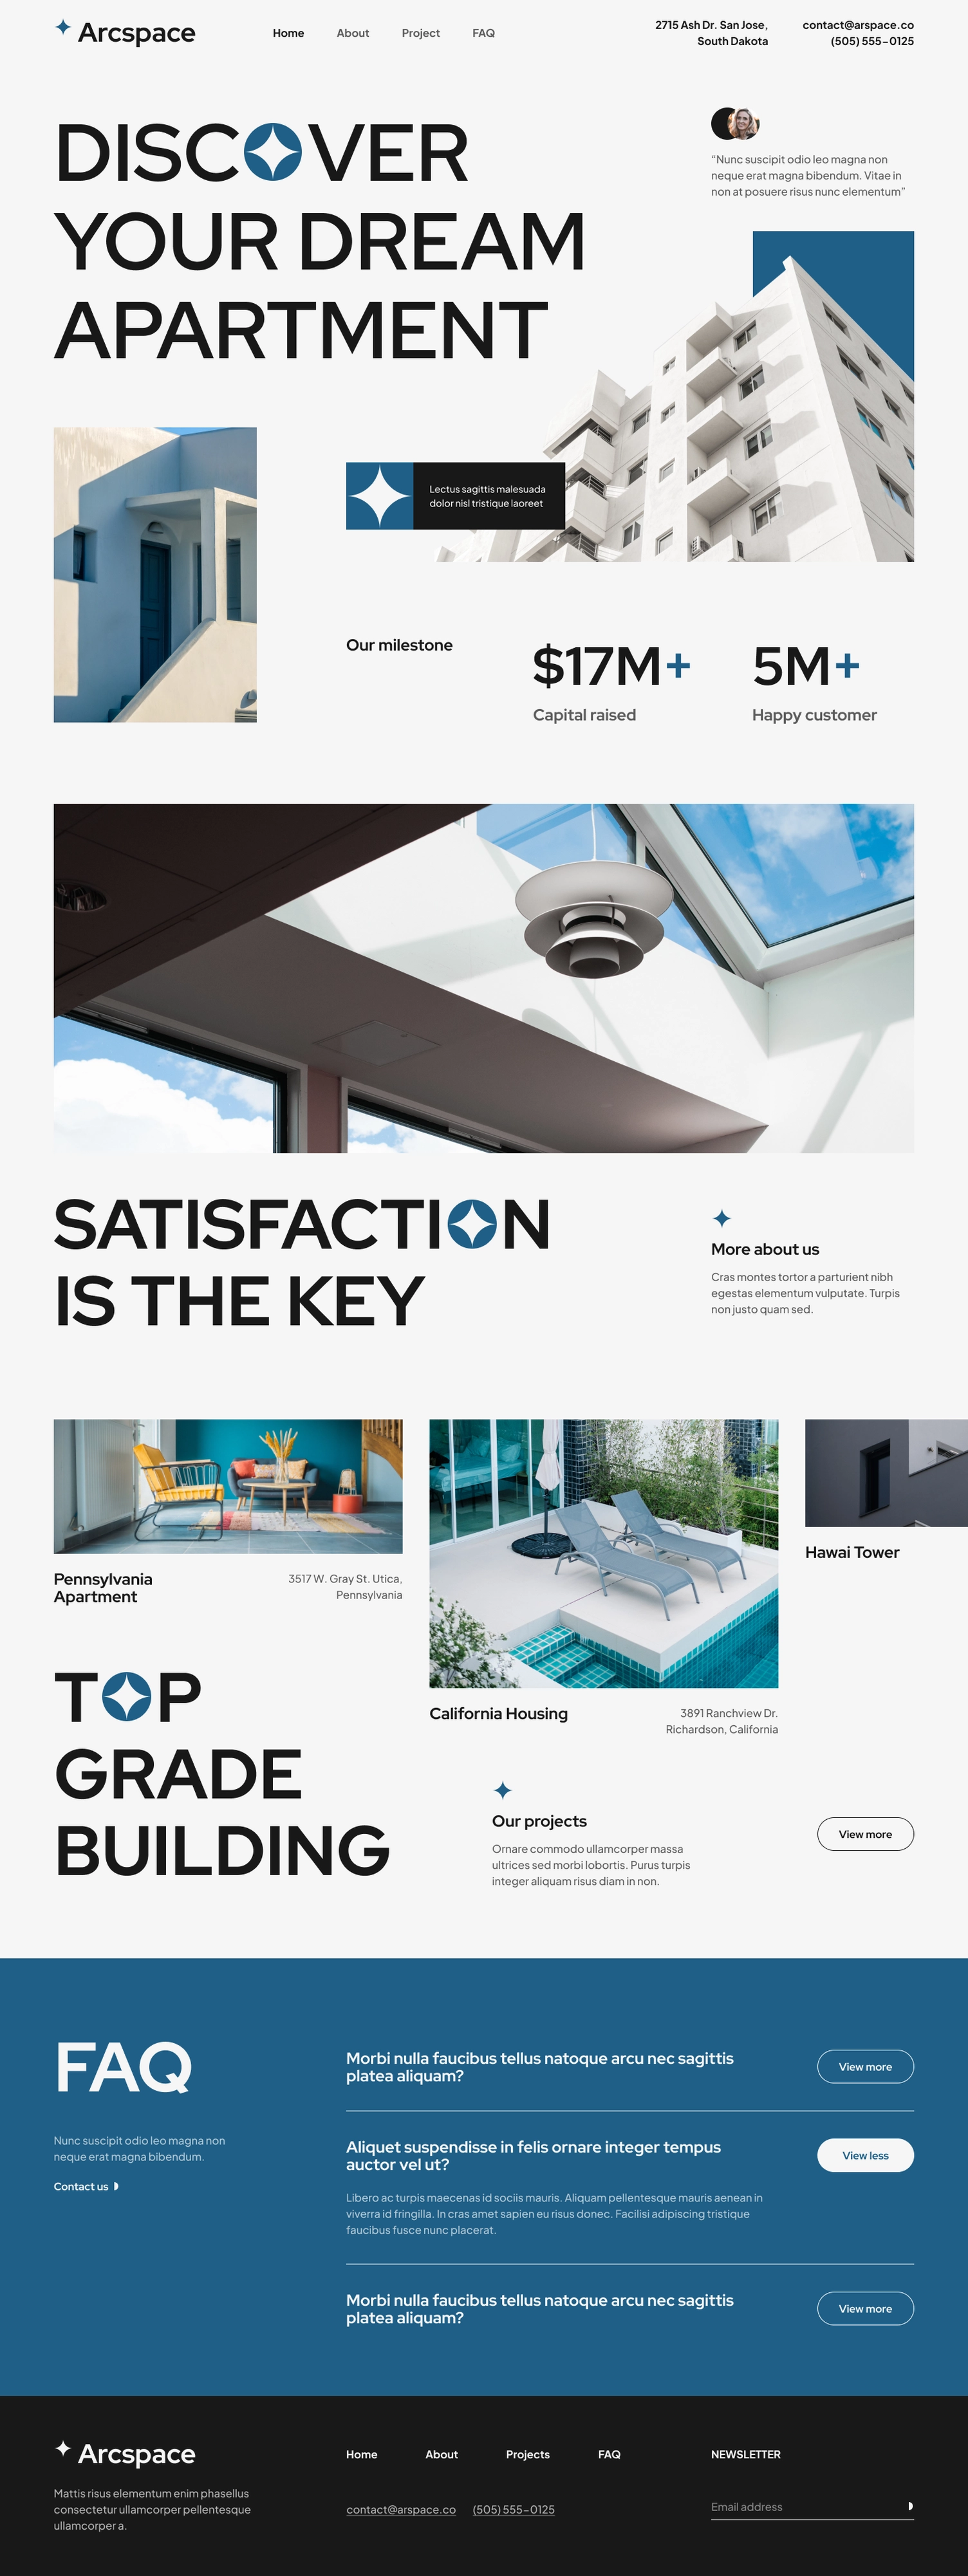 Arcspace
Home
About
Project
FAQ
2715 Ash Dr. San Jose,
South Dakota
contact@arspace.co
(505) 555-0125
DISCOVER
YOUR DREAM
APARTMENT
“Nunc suscipit odio leo magna non
neque erat magna bibendum. Vitae in
non at posuere risus nunc elementum”
Lectus sagittis malesuada
dolor nisl tristique laoreet
Our milestone
$17M+
Capital raised
5M+
Happy customer
SATISFACTION
IS THE KEY
More about us
Cras montes tortor a parturient nibh
egestas elementum vulputate. Turpis
non justo quam sed.
Pennsylvania
Apartment
3517 W. Gray St. Utica,
Pennsylvania
California Housing
3891 Ranchview Dr.
Richardson, California
Hawai Tower
TOP
GRADE
BUILDING
Our projects
Ornare commodo ullamcorper massa
ultrices sed morbi lobortis. Purus turpis
integer aliquam risus diam in non.
View more
FAQ
Nunc suscipit odio leo magna non
neque erat magna bibendum.
Contact us
Morbi nulla faucibus tellus natoque arcu nec sagittis
platea aliquam?
View more
Aliquet suspendisse in felis ornare integer tempus
auctor vel ut?
View less
Libero ac turpis maecenas id sociis mauris. Aliquam pellentesque mauris aenean in
viverra id fringilla. In cras amet sapien eu risus donec. Facilisi adipiscing tristique
faucibus fusce nunc placerat.
Morbi nulla faucibus tellus natoque arcu nec sagittis
platea aliquam?
View more
Arcspace
Mattis risus elementum enim phasellus
consectetur ullamcorper pellentesque
ullamcorper a.
Home
About
Projects
FAQ
contact@arspace.co
(505) 555-0125
NEWSLETTER
Email address